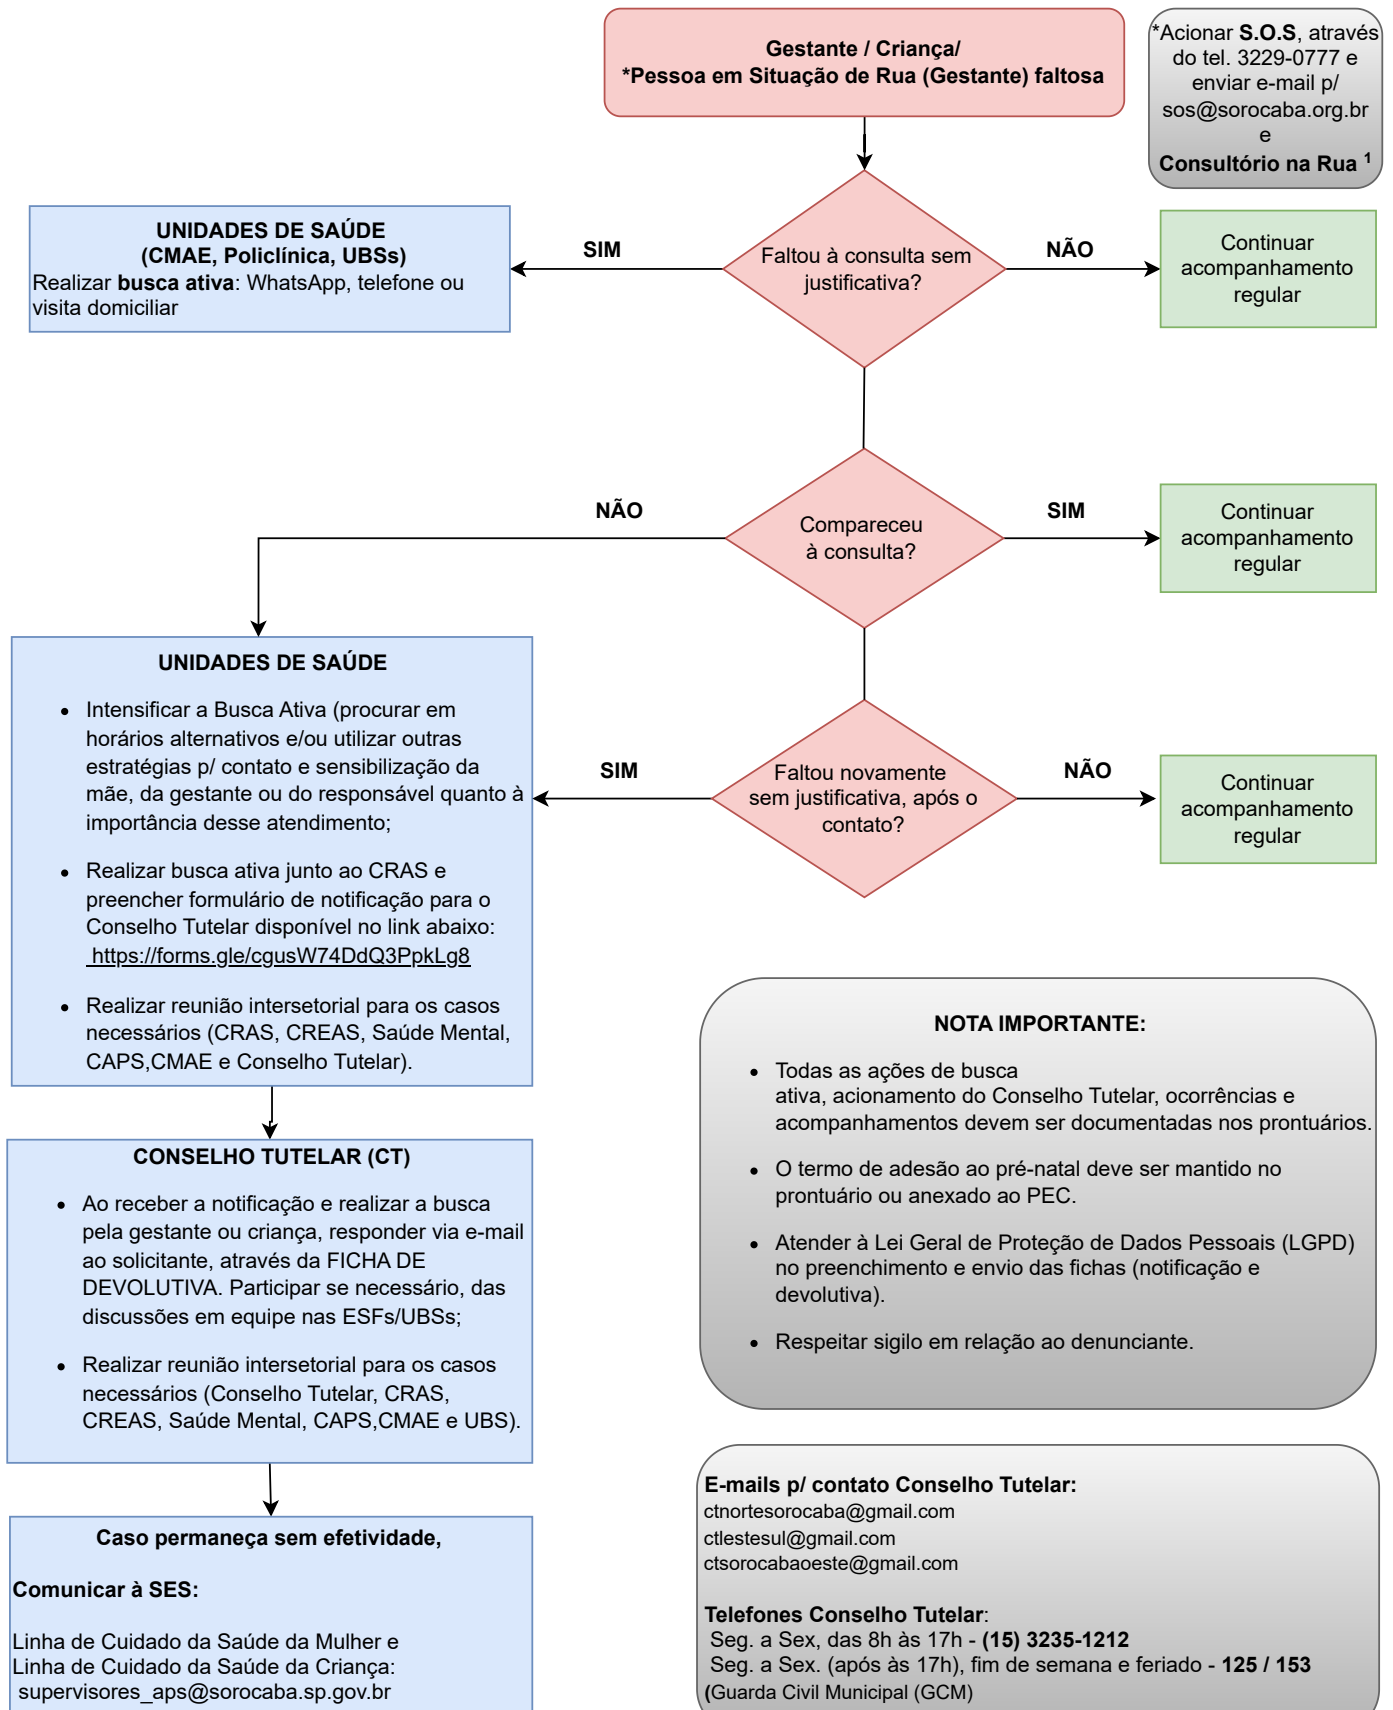 Gestante / Criança/
*Pessoa em Situação de Rua (Gestante) faltosa
*Acionar S.O.S, através
do tel. 3229-0777 e
enviar e-mail p/
sos@sorocaba.org.br
e
Consultório na Rua ¹
UNIDADES DE SAÚDE
(CMAE, Policlínica, UBSs)
Realizar busca ativa: WhatsApp, telefone ou
visita domiciliar
SIM
Faltou à consulta sem
justificativa?
NÃO
Continuar
acompanhamento
regular
NÃO
Compareceu
à consulta?
SIM
Continuar
acompanhamento
regular
UNIDADES DE SAÚDE
• Intensificar a Busca Ativa (procurar em
horários alternativos e/ou utilizar outras
estratégias p/ contato e sensibilização da
mãe, da gestante ou do responsável quanto à
importância desse atendimento;
• Realizar busca ativa junto ao CRAS e
preencher formulário de notificação para o
Conselho Tutelar disponível no link abaixo:
https://forms.gle/cgusW74DdQ3PpkLg8
• Realizar reunião intersetorial para os casos
necessários (CRAS, CREAS, Saúde Mental,
CAPS,CMAE e Conselho Tutelar).
SIM
Faltou novamente
sem justificativa, após o
contato?
NÃO
Continuar
acompanhamento
regular
NOTA IMPORTANTE:
• Todas as ações de busca
ativa, acionamento do Conselho Tutelar, ocorrências e
acompanhamentos devem ser documentadas nos prontuários.
• O termo de adesão ao pré-natal deve ser mantido no
prontuário ou anexado ao PEC.
• Atender à Lei Geral de Proteção de Dados Pessoais (LGPD)
no preenchimento e envio das fichas (notificação e
devolutiva).
• Respeitar sigilo em relação ao denunciante.
CONSELHO TUTELAR (CT)
• Ao receber a notificação e realizar a busca
pela gestante ou criança, responder via e-mail
ao solicitante, através da FICHA DE
DEVOLUTIVA. Participar se necessário, das
discussões em equipe nas ESFs/UBSs;
• Realizar reunião intersetorial para os casos
necessários (Conselho Tutelar, CRAS,
CREAS, Saúde Mental, CAPS,CMAE e UBS).
Caso permaneça sem efetividade,
Comunicar à SES:
Linha de Cuidado da Saúde da Mulher e
Linha de Cuidado da Saúde da Criança:
supervisores_aps@sorocaba.sp.gov.br
E-mails p/ contato Conselho Tutelar:
ctnortesorocaba@gmail.com
ctlestesul@gmail.com
ctsorocabaoeste@gmail.com
Telefones Conselho Tutelar:
Seg. a Sex, das 8h às 17h - (15) 3235-1212
Seg. a Sex. (após às 17h), fim de semana e feriado - 125 / 153
(Guarda Civil Municipal (GCM)